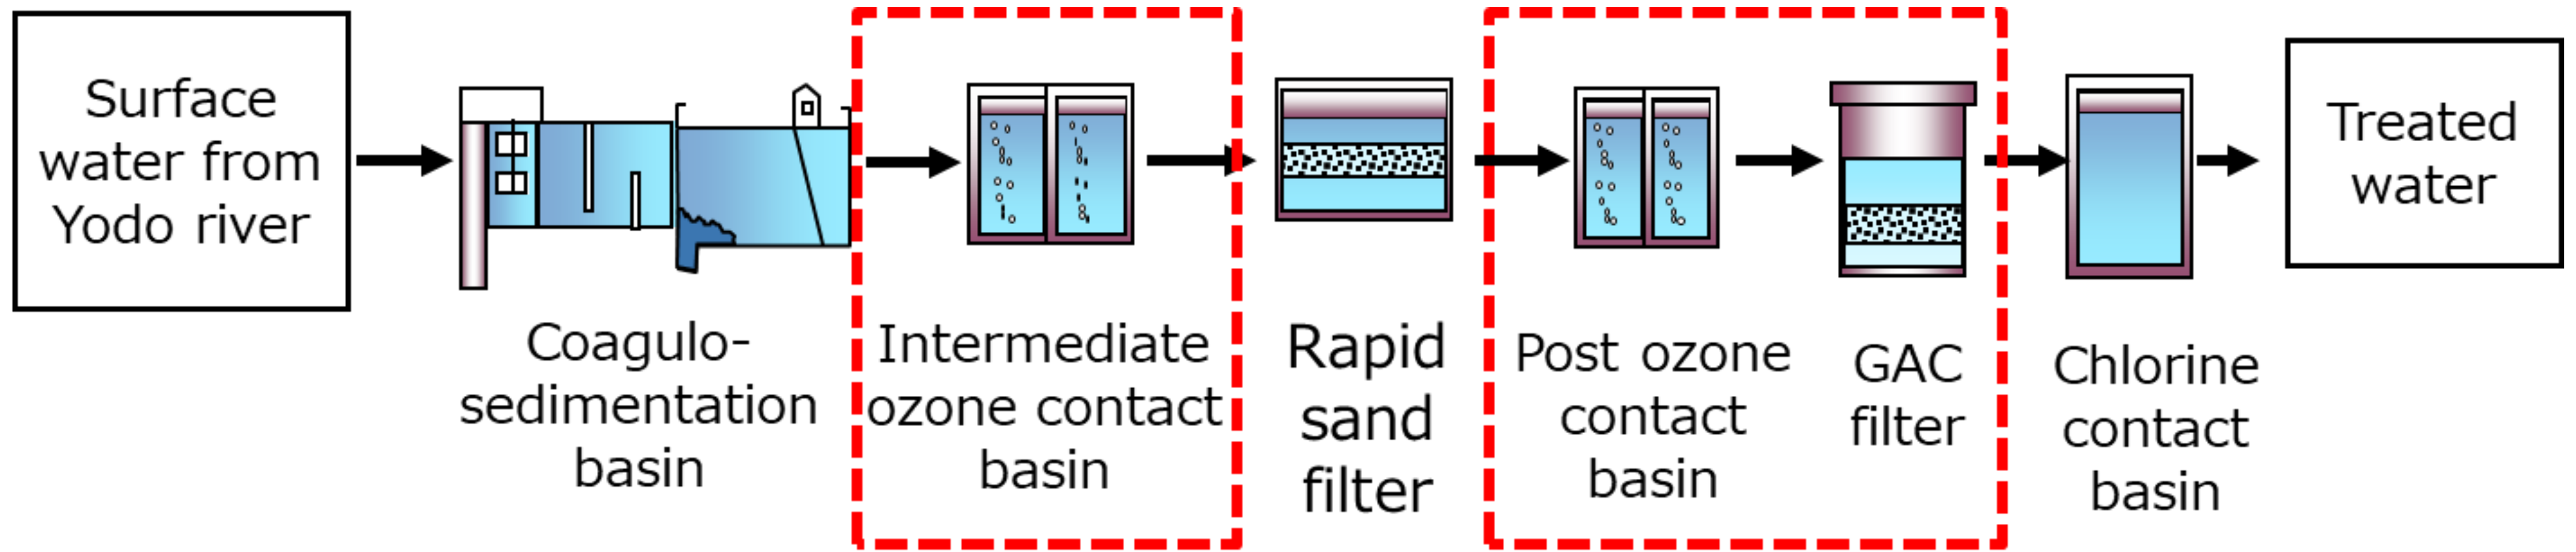 Surface
water from
Yodo river
Coagulo-
sedimentation
basin
Intermediate
ozone contact
basin
Rapid
sand
filter
Post ozone
contact
basin
GAC
filter
Chlorine
contact
basin
Treated
water